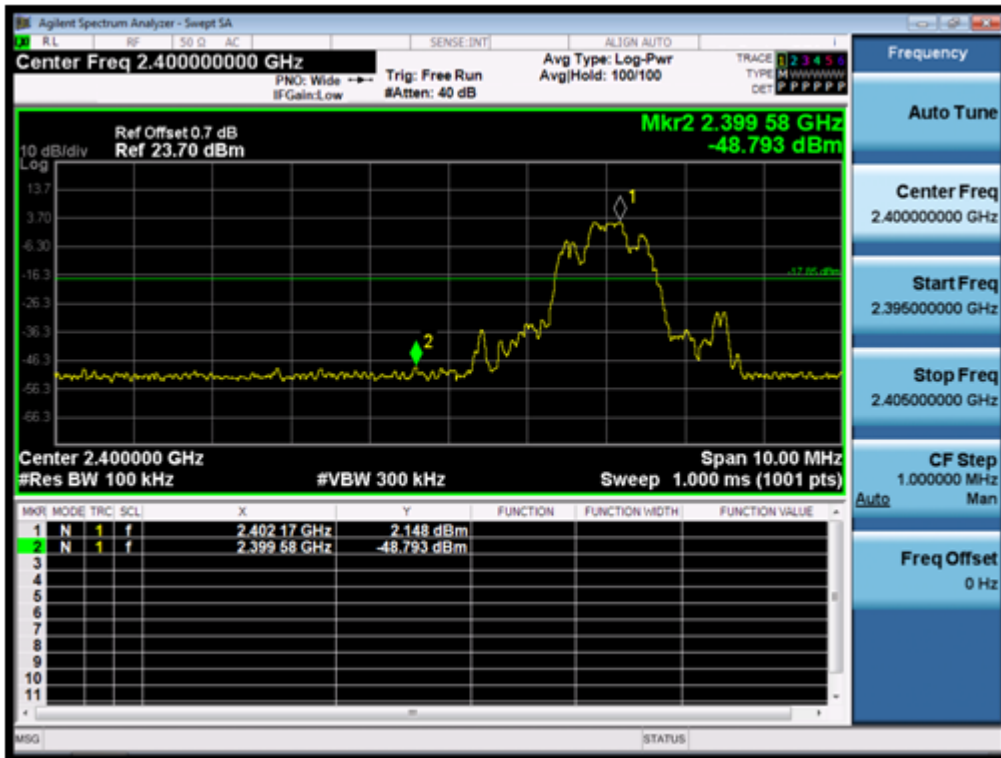 Agilent Spectrum Analyzer - Swept SA
RL RF 50 Ω AC SENSE:INT ALIGN AUTO
Center Freq 2.400000000 GHz
PNO: Wide
IFGain:Low
Trig: Free Run
#Atten: 40 dB
Avg Type: Log-Pwr
Avg|Hold: 100/100
TRACE 1 2 3 4 5 6
TYPE M W W W W W
DET P P P P P P
Ref Offset 0.7 dB
10 dB/div Ref 23.70 dBm
Log
Mkr2 2.399 58 GHz
-48.793 dBm
13.7
3.70
-6.30
-16.3
-26.3
-36.3
-46.3
-56.3
-66.3
1
2
-17.85 dBm
Center 2.400000 GHz Span 10.00 MHz
#Res BW 100 kHz #VBW 300 kHz Sweep 1.000 ms (1001 pts)
MKR MODE TRC SCL X Y FUNCTION FUNCTION WIDTH FUNCTION VALUE
1 N 1 f 2.402 17 GHz 2.148 dBm
2 N 1 f 2.399 58 GHz -48.793 dBm
3
4
5
6
7
8
9
10
11
MSG STATUS
Frequency
Auto Tune
Center Freq
2.400000000 GHz
Start Freq
2.395000000 GHz
Stop Freq
2.405000000 GHz
CF Step
1.000000 MHz
Auto Man
Freq Offset
0 Hz